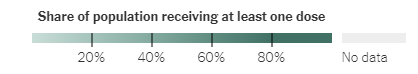 Share of population receiving at least one dose
20% 40% 60% 80% No data